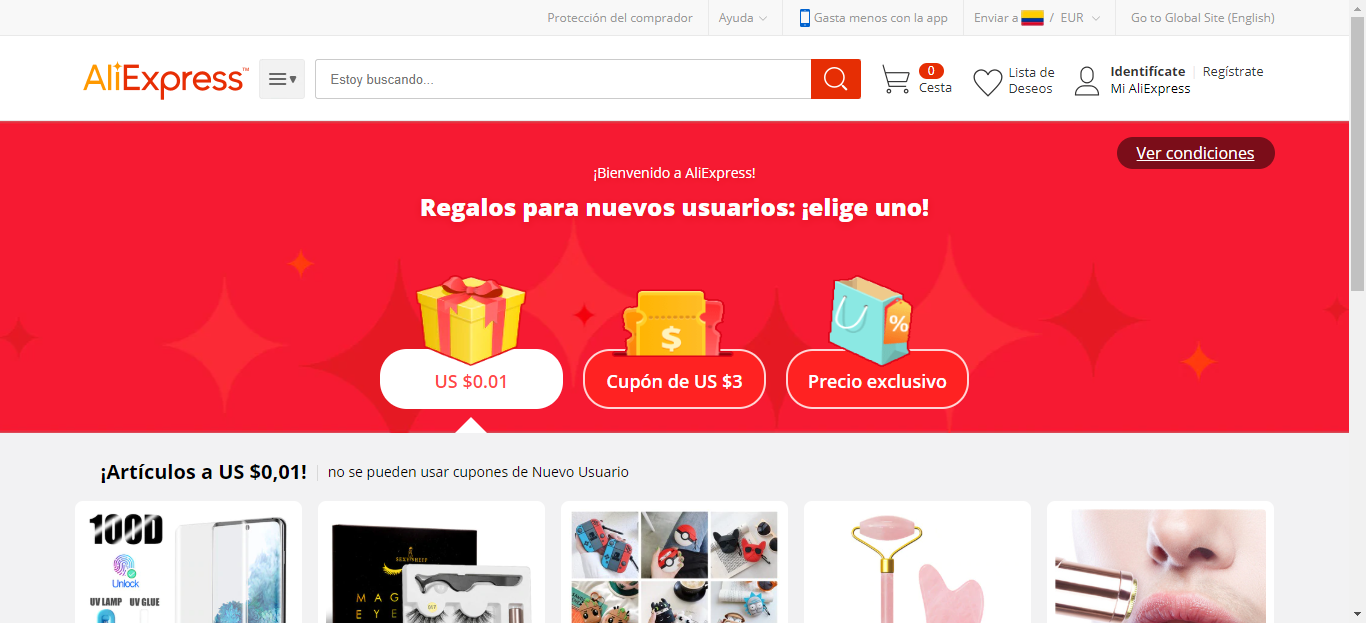 Protección del comprador
Ayuda
Gasta menos con la app
Enviar a / EUR
Go to Global Site (English)
AliExpress™
Estoy buscando...
0
Cesta
Lista de
Deseos
Identifícate
Regístrate
Mi AliExpress
Ver condiciones
¡Bienvenido a AliExpress!
Regalos para nuevos usuarios: ¡elige uno!
$
%
US $0.01
Cupón de US $3
Precio exclusivo
¡Artículos a US $0,01!
no se pueden usar cupones de Nuevo Usuario
100D
Unlock
UV LAMP UV GLUE
MAG
EYE